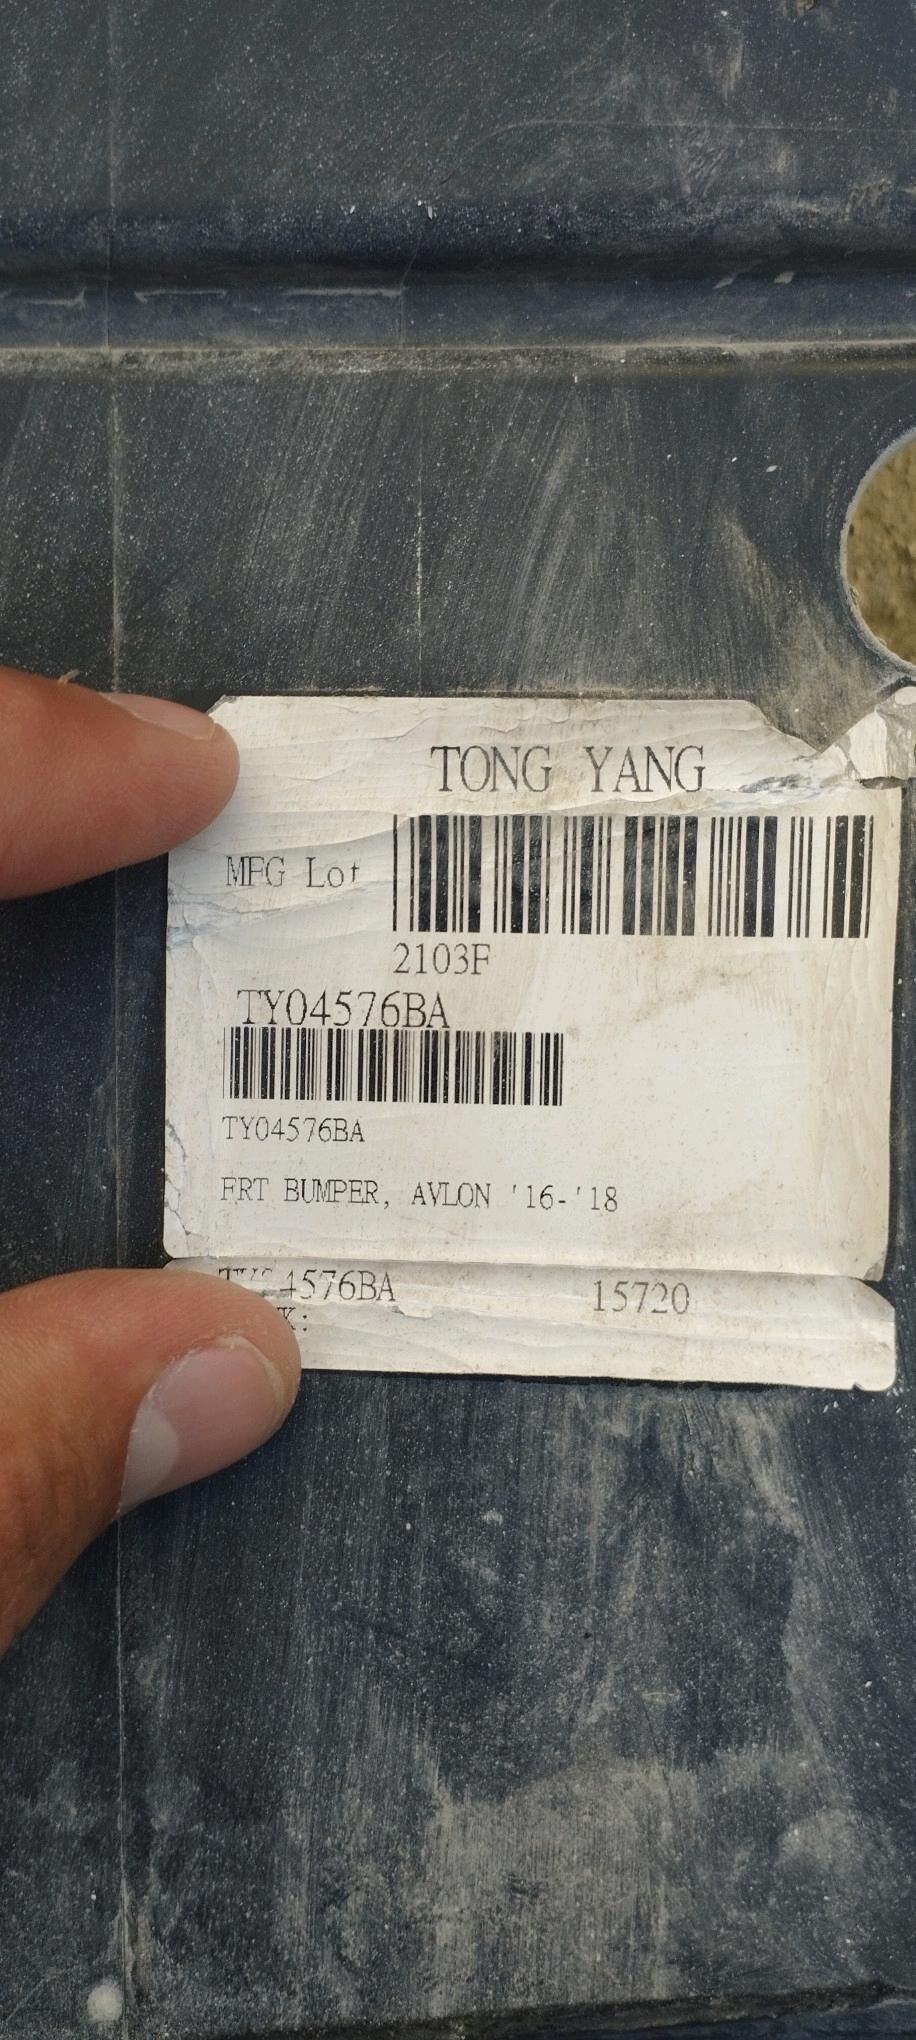 TONG YANG
MFG Lot
2103F
TY04576BA
TY04576BA
FRT BUMPER, AVLON '16-'18
4576BA 15720